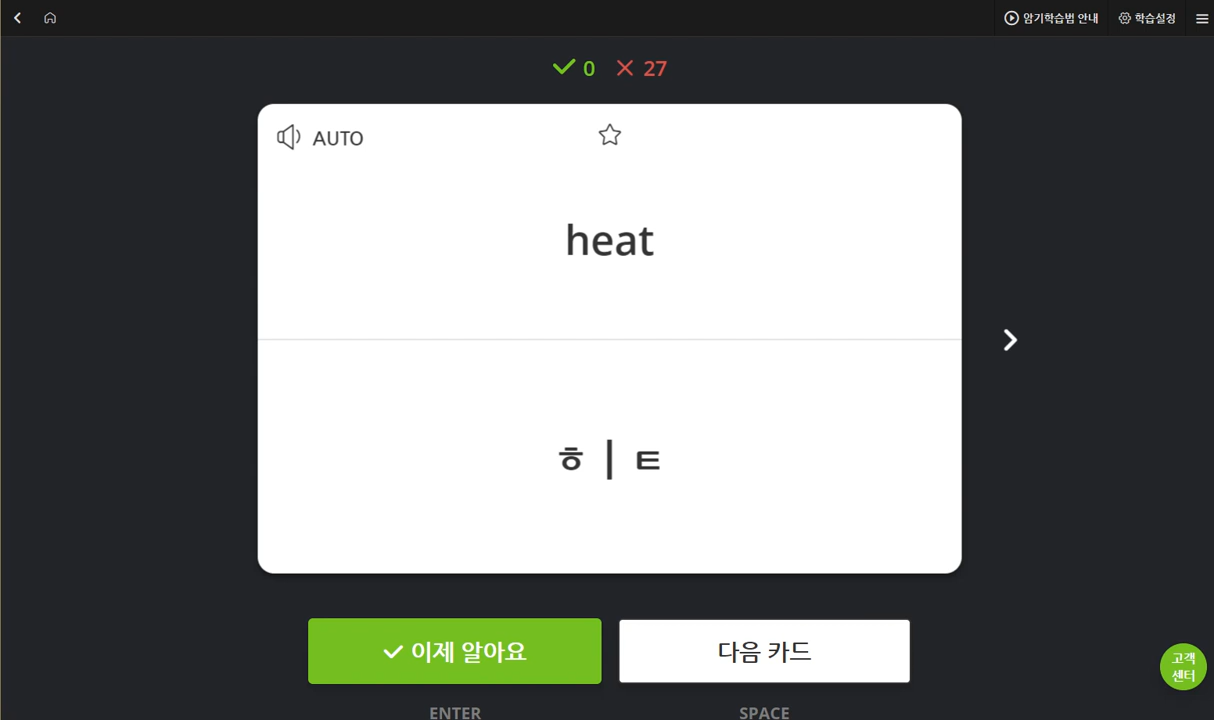 암기학습법 안내 학습설정
0 27
AUTO
heat
ㅎ ㅣ ㅌ
이제 알아요 다음 카드
ENTER SPACE
고객
센터